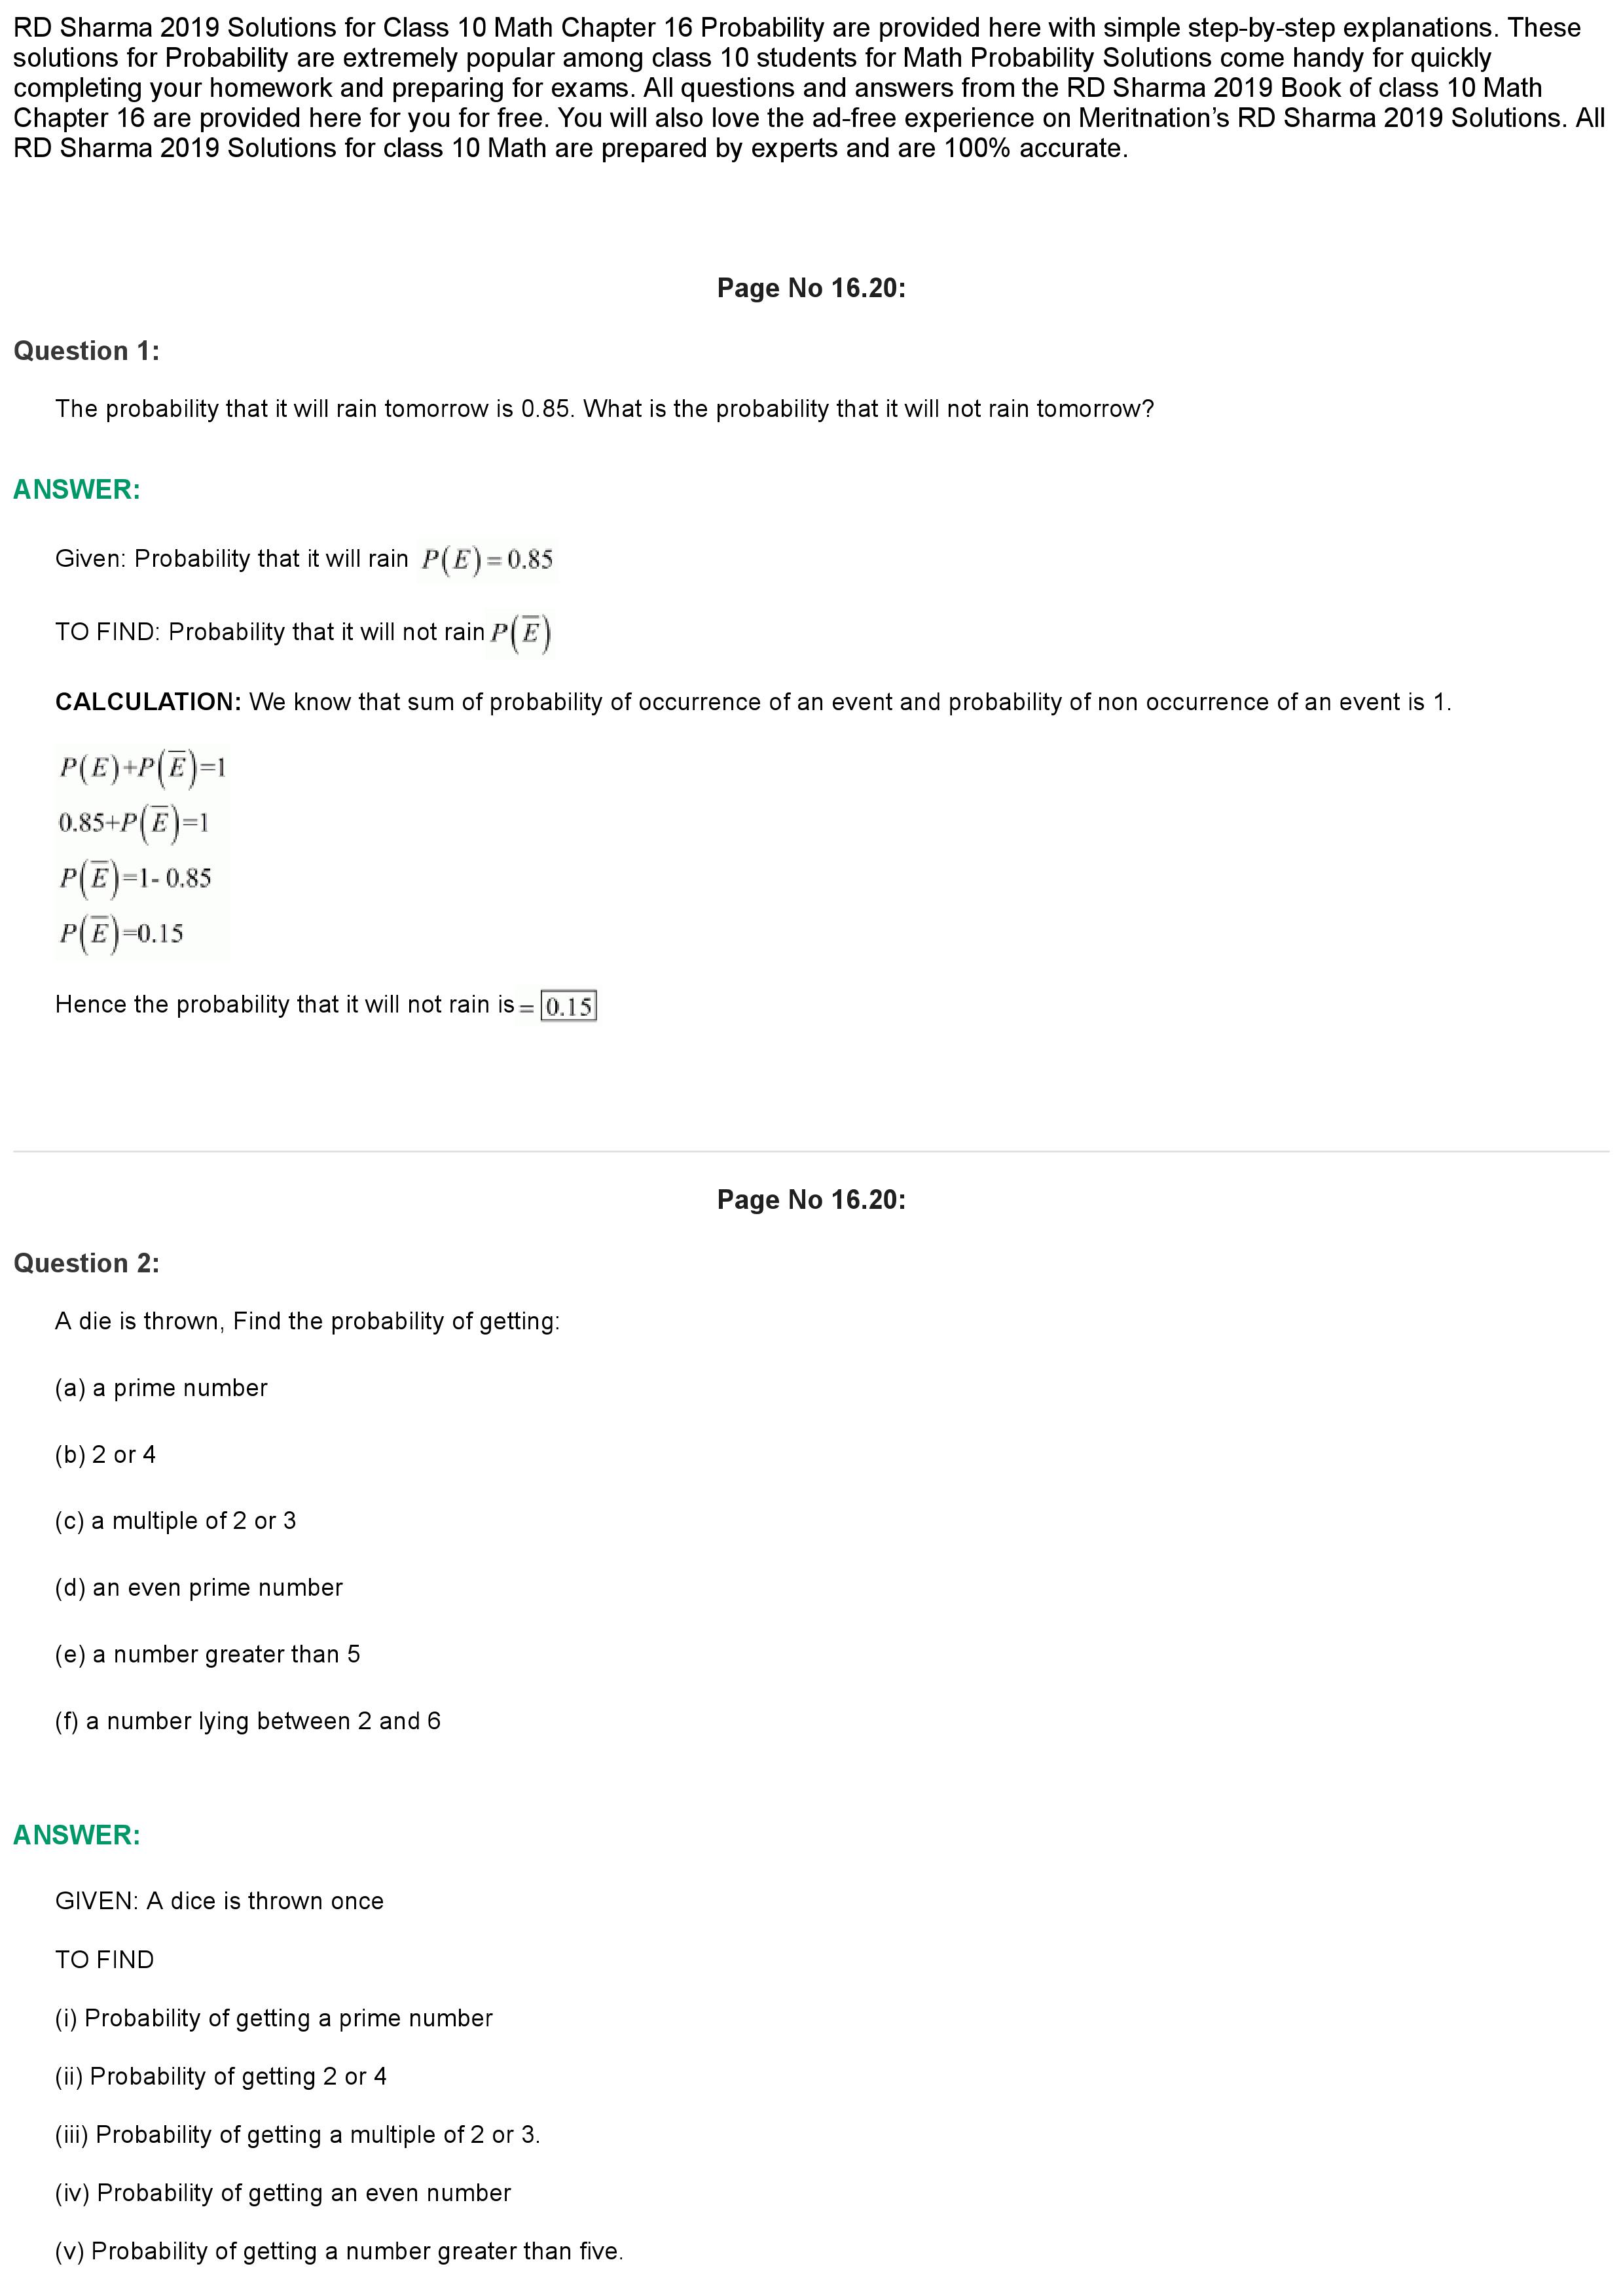 RD Sharma 2019 Solutions for Class 10 Math Chapter 16 Probability are provided here with simple step-by-step explanations. These
solutions for Probability are extremely popular among class 10 students for Math Probability Solutions come handy for quickly
completing your homework and preparing for exams. All questions and answers from the RD Sharma 2019 Book of class 10 Math
Chapter 16 are provided here for you for free. You will also love the ad-free experience on Meritnation’s RD Sharma 2019 Solutions. All
RD Sharma 2019 Solutions for class 10 Math are prepared by experts and are 100% accurate.
Page No 16.20:
Question 1:
The probability that it will rain tomorrow is 0.85. What is the probability that it will not rain tomorrow?
ANSWER:
Given: Probability that it will rain P(E) = 0.85
TO FIND: Probability that it will not rain P(E̅)
CALCULATION: We know that sum of probability of occurrence of an event and probability of non occurrence of an event is 1.
P(E)+P(E̅)=1
0.85+P(E̅)=1
P(E̅)=1- 0.85
P(E̅)=0.15
Hence the probability that it will not rain is = 0.15
Page No 16.20:
Question 2:
A die is thrown, Find the probability of getting:
(a) a prime number
(b) 2 or 4
(c) a multiple of 2 or 3
(d) an even prime number
(e) a number greater than 5
(f) a number lying between 2 and 6
ANSWER:
GIVEN: A dice is thrown once
TO FIND
(i) Probability of getting a prime number
(ii) Probability of getting 2 or 4
(iii) Probability of getting a multiple of 2 or 3.
(iv) Probability of getting an even number
(v) Probability of getting a number greater than five.